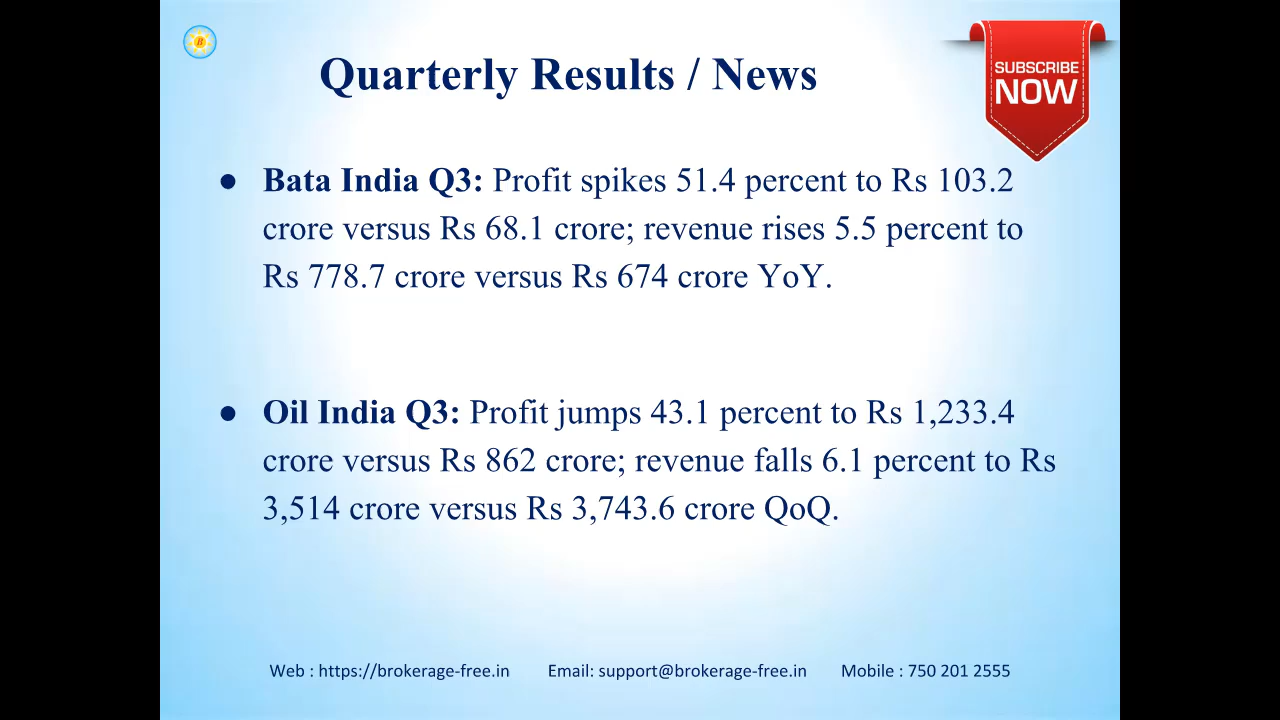 Quarterly Results / News
SUBSCRIBE
NOW
● Bata India Q3: Profit spikes 51.4 percent to Rs 103.2
crore versus Rs 68.1 crore; revenue rises 5.5 percent to
Rs 778.7 crore versus Rs 674 crore YoY.
● Oil India Q3: Profit jumps 43.1 percent to Rs 1,233.4
crore versus Rs 862 crore; revenue falls 6.1 percent to Rs
3,514 crore versus Rs 3,743.6 crore QoQ.
Web : https://brokerage-free.in Email: support@brokerage-free.in Mobile : 750 201 2555